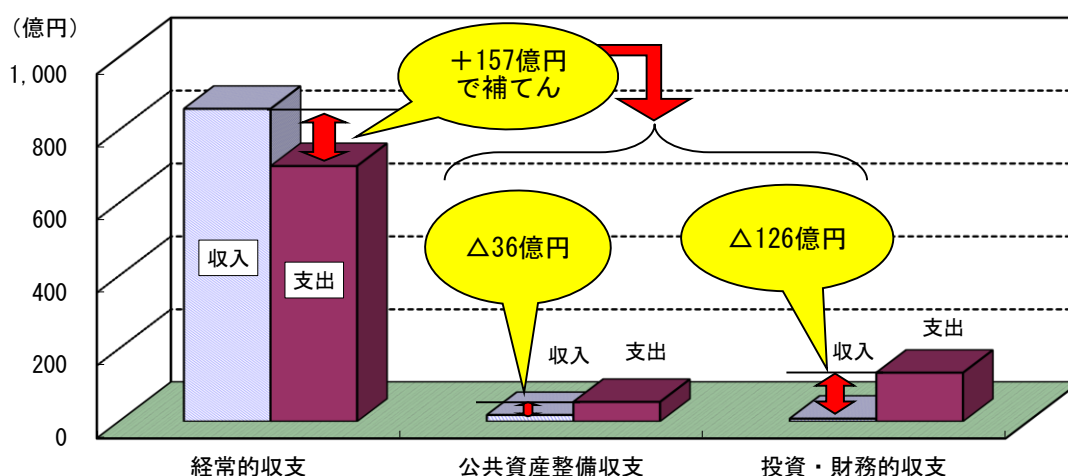 (億円)
1,000
800
600
400
200
0
+157億円
で補てん
△36億円
△126億円
収入
支出
収入
支出
収入
支出
経常的収支
公共資産整備収支
投資・財務的収支